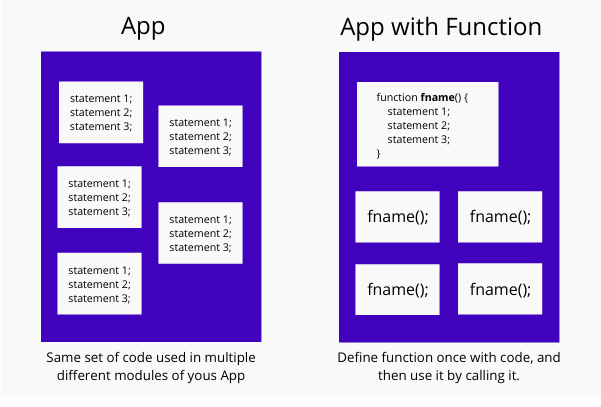 App
statement 1;
statement 2;
statement 3;
statement 1;
statement 2;
statement 3;
statement 1;
statement 2;
statement 3;
statement 1;
statement 2;
statement 3;
statement 1;
statement 2;
statement 3;
Same set of code used in multiple
different modules of yous App
App with Function
function fname() {
statement 1;
statement 2;
statement 3;
}
fname();
fname();
fname();
fname();
Define function once with code, and
then use it by calling it.